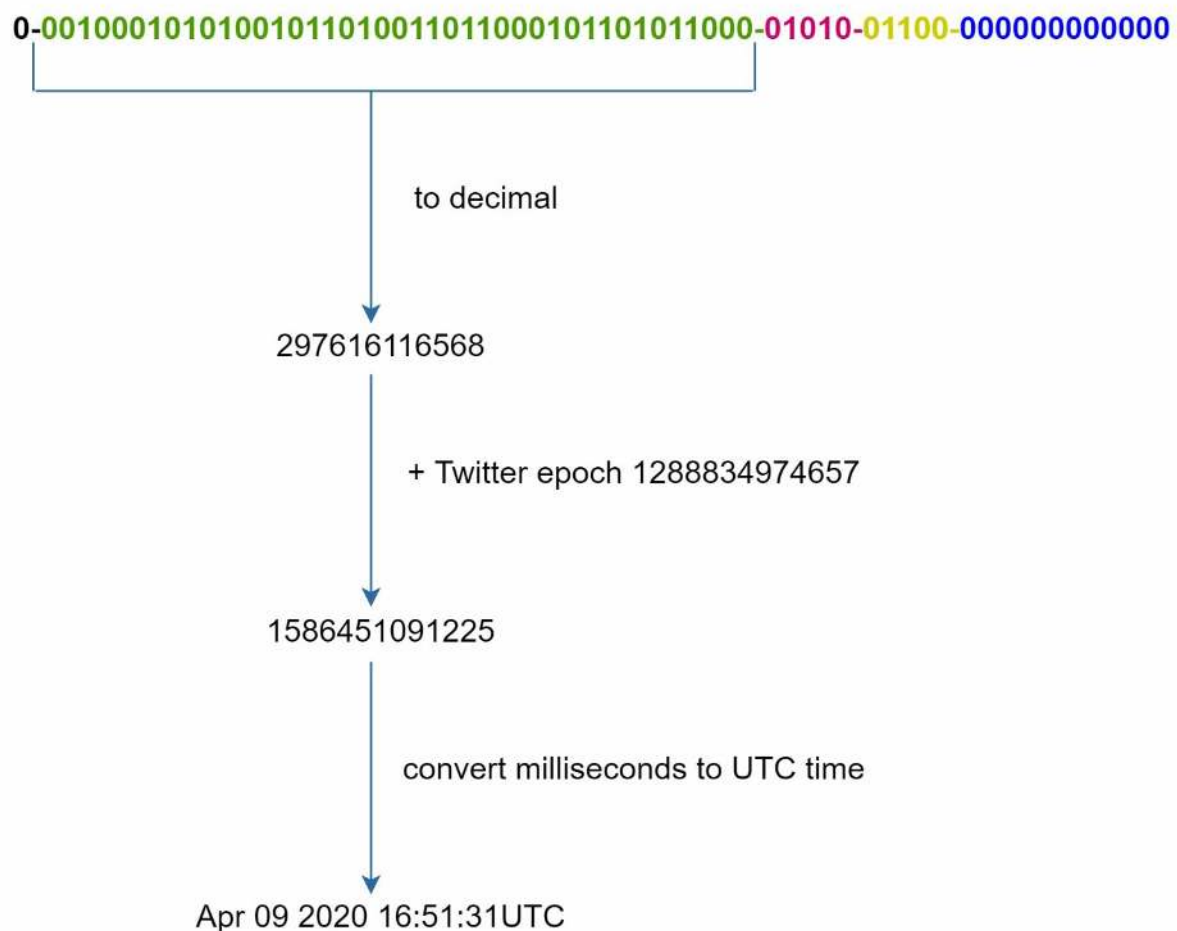 0-00100010101001011010011011000101101011000-01010-01100-000000000000
to decimal
297616116568
+ Twitter epoch 1288834974657
1586451091225
convert milliseconds to UTC time
Apr 09 2020 16:51:31UTC